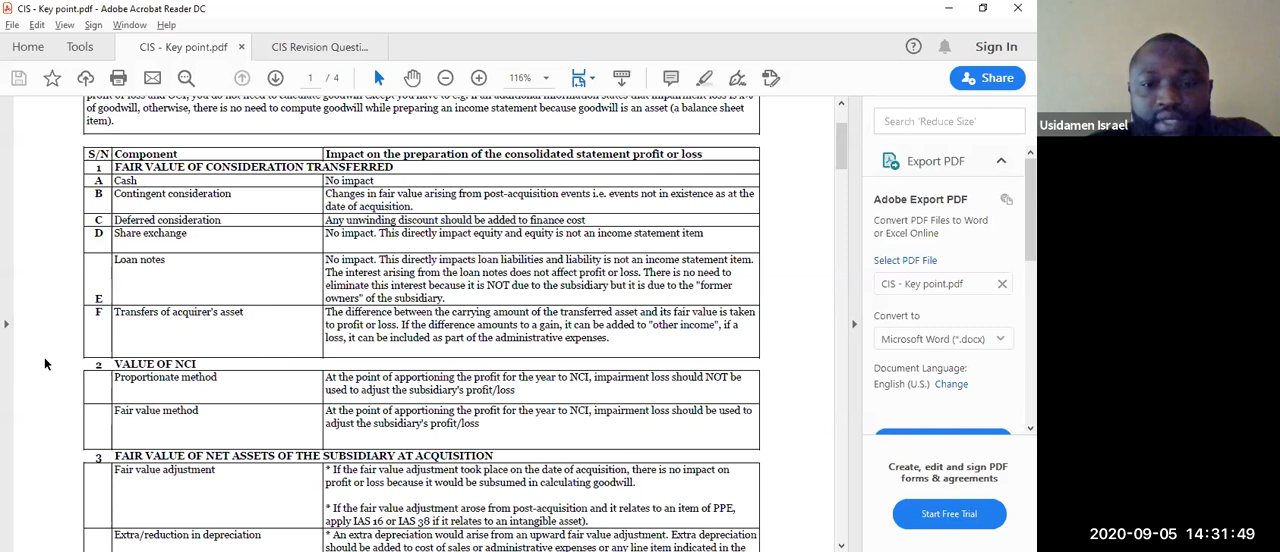 CIS - Key point.pdf - Adobe Acrobat Reader DC
File Edit View Sign Window Help
Home Tools CIS - Key point.pdf × CIS Revision Questi... Sign In
1 / 4 116% Share
of goodwill, otherwise, there is no need to compute goodwill while preparing an income statement because goodwill is an asset (a balance sheet
item).
S/N Component Impact on the preparation of the consolidated statement profit or loss
1 FAIR VALUE OF CONSIDERATION TRANSFERRED
A Cash No impact
B Contingent consideration Changes in fair value arising from post-acquisition events i.e. events not in existence as at the
date of acquisition.
C Deferred consideration Any unwinding discount should be added to finance cost
D Share exchange No impact. This directly impact equity and equity is not an income statement item
Loan notes No impact. This directly impacts loan liabilities and liability is not an income statement item.
The interest arising from the loan notes does not affect profit or loss. There is no need to
eliminate this interest because it is NOT due to the subsidiary but it is due to the "former
E owners" of the subsidiary.
F Transfers of acquirer's asset The difference between the carrying amount of the transferred asset and its fair value is taken
to profit or loss. If the difference amounts to a gain, it can be added to "other income", if a
loss, it can be included as part of the administrative expenses.
2 VALUE OF NCI
Proportionate method At the point of apportioning the profit for the year to NCI, impairment loss should NOT be
used to adjust the subsidiary's profit/loss
Fair value method At the point of apportioning the profit for the year to NCI, impairment loss should be used to
adjust the subsidiary's profit/loss
3 FAIR VALUE OF NET ASSETS OF THE SUBSIDIARY AT ACQUISITION
Fair value adjustment * If the fair value adjustment took place on the date of acquisition, there is no impact on
profit or loss because it would be subsumed in calculating goodwill.
* If the fair value adjustment arose from post-acquisition and it relates to an item of PPE,
apply IAS 16 or IAS 38 if it relates to an intangible asset).
Extra/reduction in depreciation * An extra depreciation would arise from an upward fair value adjustment. Extra depreciation
should be added to cost of sales or administrative expenses or any line item indicated in the
Search 'Reduce Size'
Export PDF
Adobe Export PDF
Convert PDF Files to Word
or Excel Online
Select PDF File
CIS - Key point.pdf
Convert to
Microsoft Word (*.docx)
Document Language:
English (U.S.) Change
Create, edit and sign PDF
forms & agreements
Start Free Trial
Usidamen Israel
2020-09-05 14:31:49